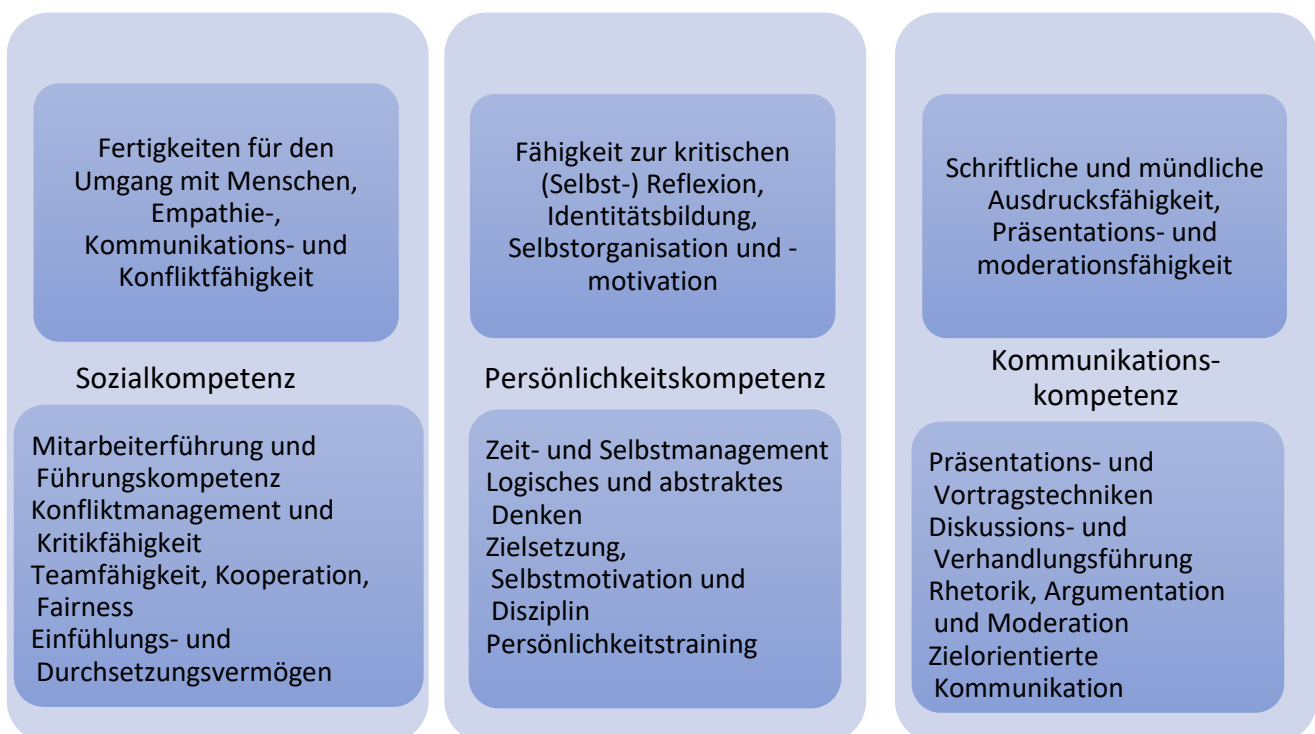 Fertigkeiten für den
Umgang mit Menschen,
Empathie-,
Kommunikations- und
Konfliktfähigkeit
Sozialkompetenz
Mitarbeiterführung und
Führungskompetenz
Konfliktmanagement und
Kritikfähigkeit
Teamfähigkeit, Kooperation,
Fairness
Einfühlungs- und
Durchsetzungsvermögen
Fähigkeit zur kritischen
(Selbst-) Reflexion,
Identitätsbildung,
Selbstorganisation und -
motivation
Persönlichkeitskompetenz
Zeit- und Selbstmanagement
Logisches und abstraktes
Denken
Zielsetzung,
Selbstmotivation und
Disziplin
Persönlichkeitstraining
Schriftliche und mündliche
Ausdrucksfähigkeit,
Präsentations- und
moderationsfähigkeit
Kommunikations-
kompetenz
Präsentations- und
Vortragstechniken
Diskussions- und
Verhandlungsführung
Rhetorik, Argumentation
und Moderation
Zielorientierte
Kommunikation